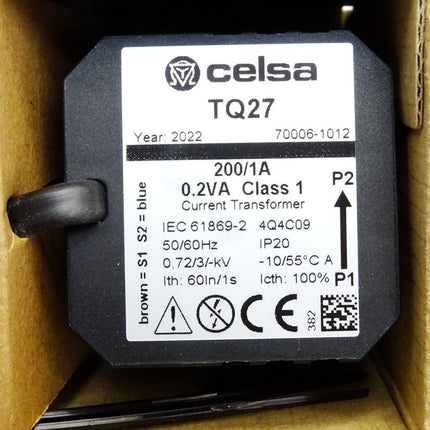 celsa
TQ27
Year: 2022 70006-1012
200/1A
0.2VA Class 1
Current Transformer
IEC 61869-2 4Q4C09
50/60Hz IP20
0,72/3/-kV -10/55°C A
Ith: 60In/1s Icth: 100%
brown = S1 S2 = blue
P2
P1
CE
382